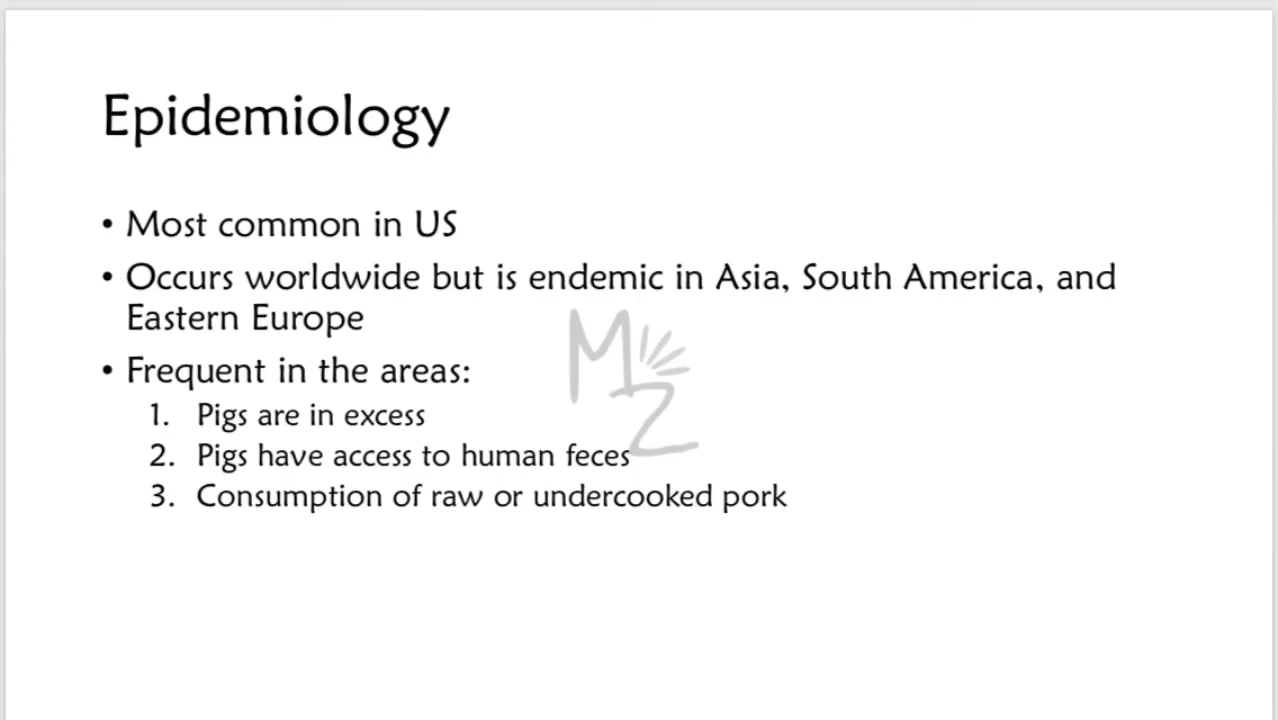 Epidemiology
• Most common in US
• Occurs worldwide but is endemic in Asia, South America, and
Eastern Europe
• Frequent in the areas:
1. Pigs are in excess
2. Pigs have access to human feces
3. Consumption of raw or undercooked pork
MZ